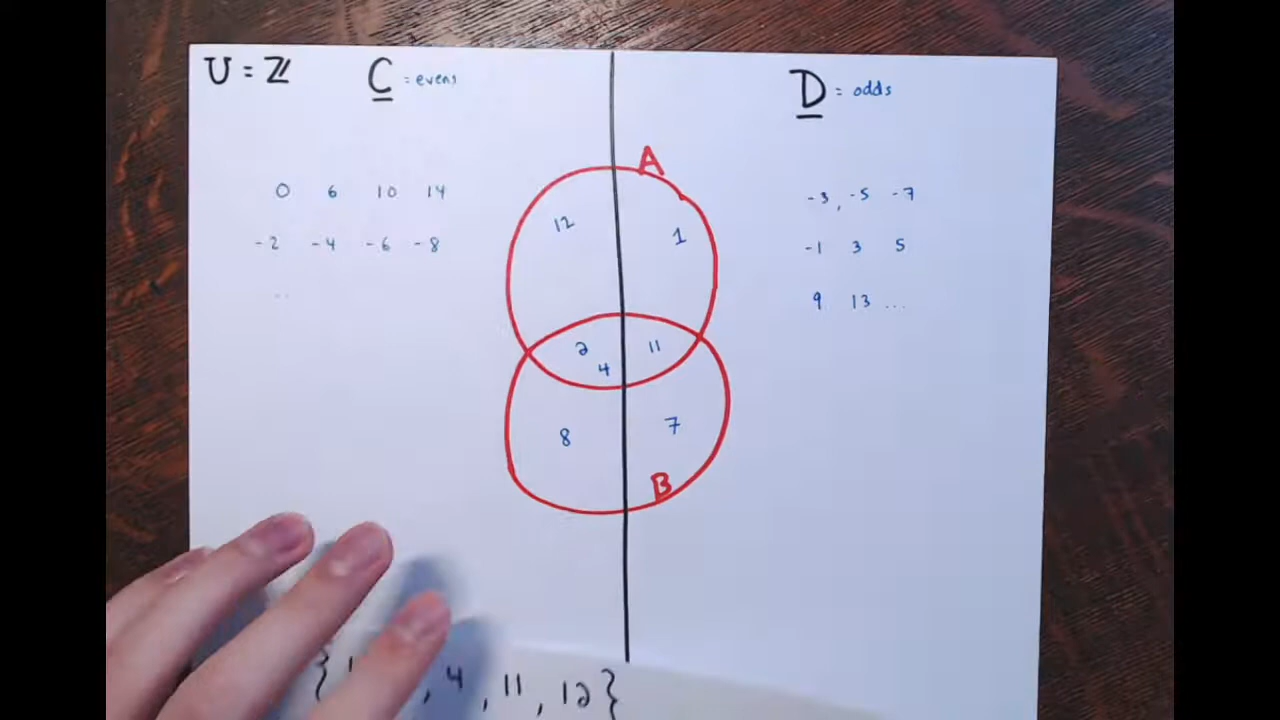 U = ℤ
C = evens
D = odds
A
0 6 10 14
-3, -5 -7
12
1
-2 -4 -6 -8
-1 3 5
...
9 13 ...
2
4
11
8
7
B
{1 , 4 , 11 , 12}